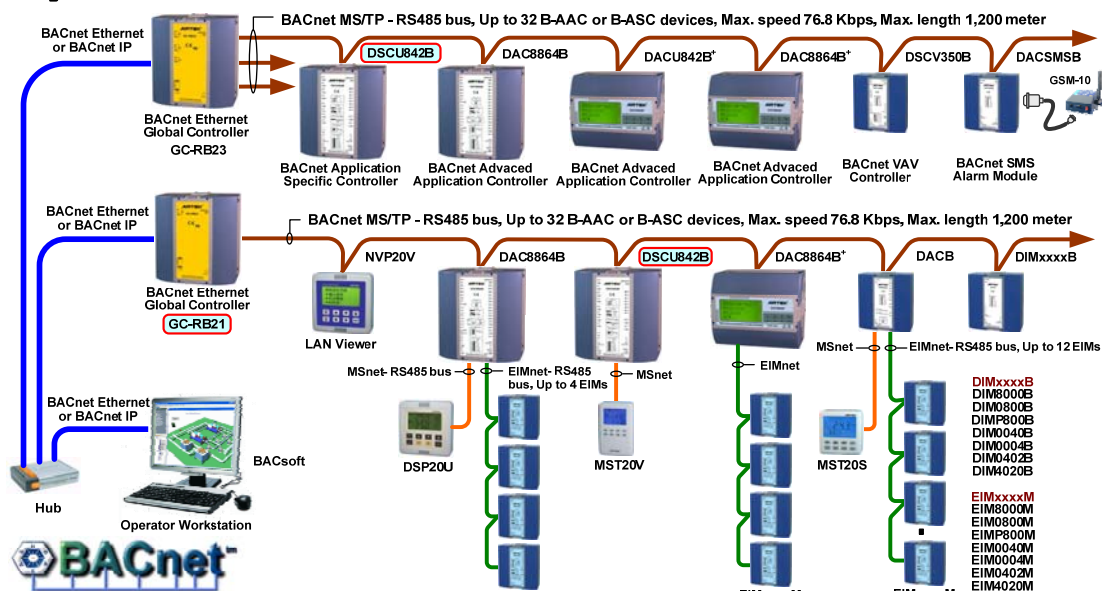 BACnet MS/TP - RS485 bus, Up to 32 B-AAC or B-ASC devices, Max. speed 76.8 Kbps, Max. length 1,200 meter
BACnet Ethernet
or BACnet IP
DSCU842B
DAC8864B
DACU842B+
DAC8864B+
DSCV350B
DACSMSB
GSM-10
BACnet Ethernet
Global Controller
GC-RB23
BACnet Application
Specific Controller
BACnet Advaced
Application Controller
BACnet Advaced
Application Controller
BACnet Advaced
Application Controller
BACnet VAV
Controller
BACnet SMS
Alarm Module
BACnet Ethernet
or BACnet IP
BACnet MS/TP - RS485 bus, Up to 32 B-AAC or B-ASC devices, Max. speed 76.8 Kbps, Max. length 1,200 meter
NVP20V
DAC8864B
DSCU842B
DAC8864B+
DACB
DIMxxxxB
BACnet Ethernet
Global Controller
GC-RB21
LAN Viewer
MSnet- RS485 bus
EIMnet- RS485
bus, Up to 4 EIMs
MSnet
EIMnet
MSnet
EIMnet- RS485 bus, Up to 12 EIMs
BACnet Ethernet
or BACnet IP
BACsoft
Hub
Operator Workstation
DSP20U
MST20V
MST20S
DIMxxxxB
DIM8000B
DIM0800B
DIMP800B
DIM0040B
DIM0004B
DIM0402B
DIM4020B
EIMxxxxM
EIM8000M
EIM0800M
EIMP800M
EIM0040M
EIM0004M
EIM0402M
EIM4020M
BACnet™